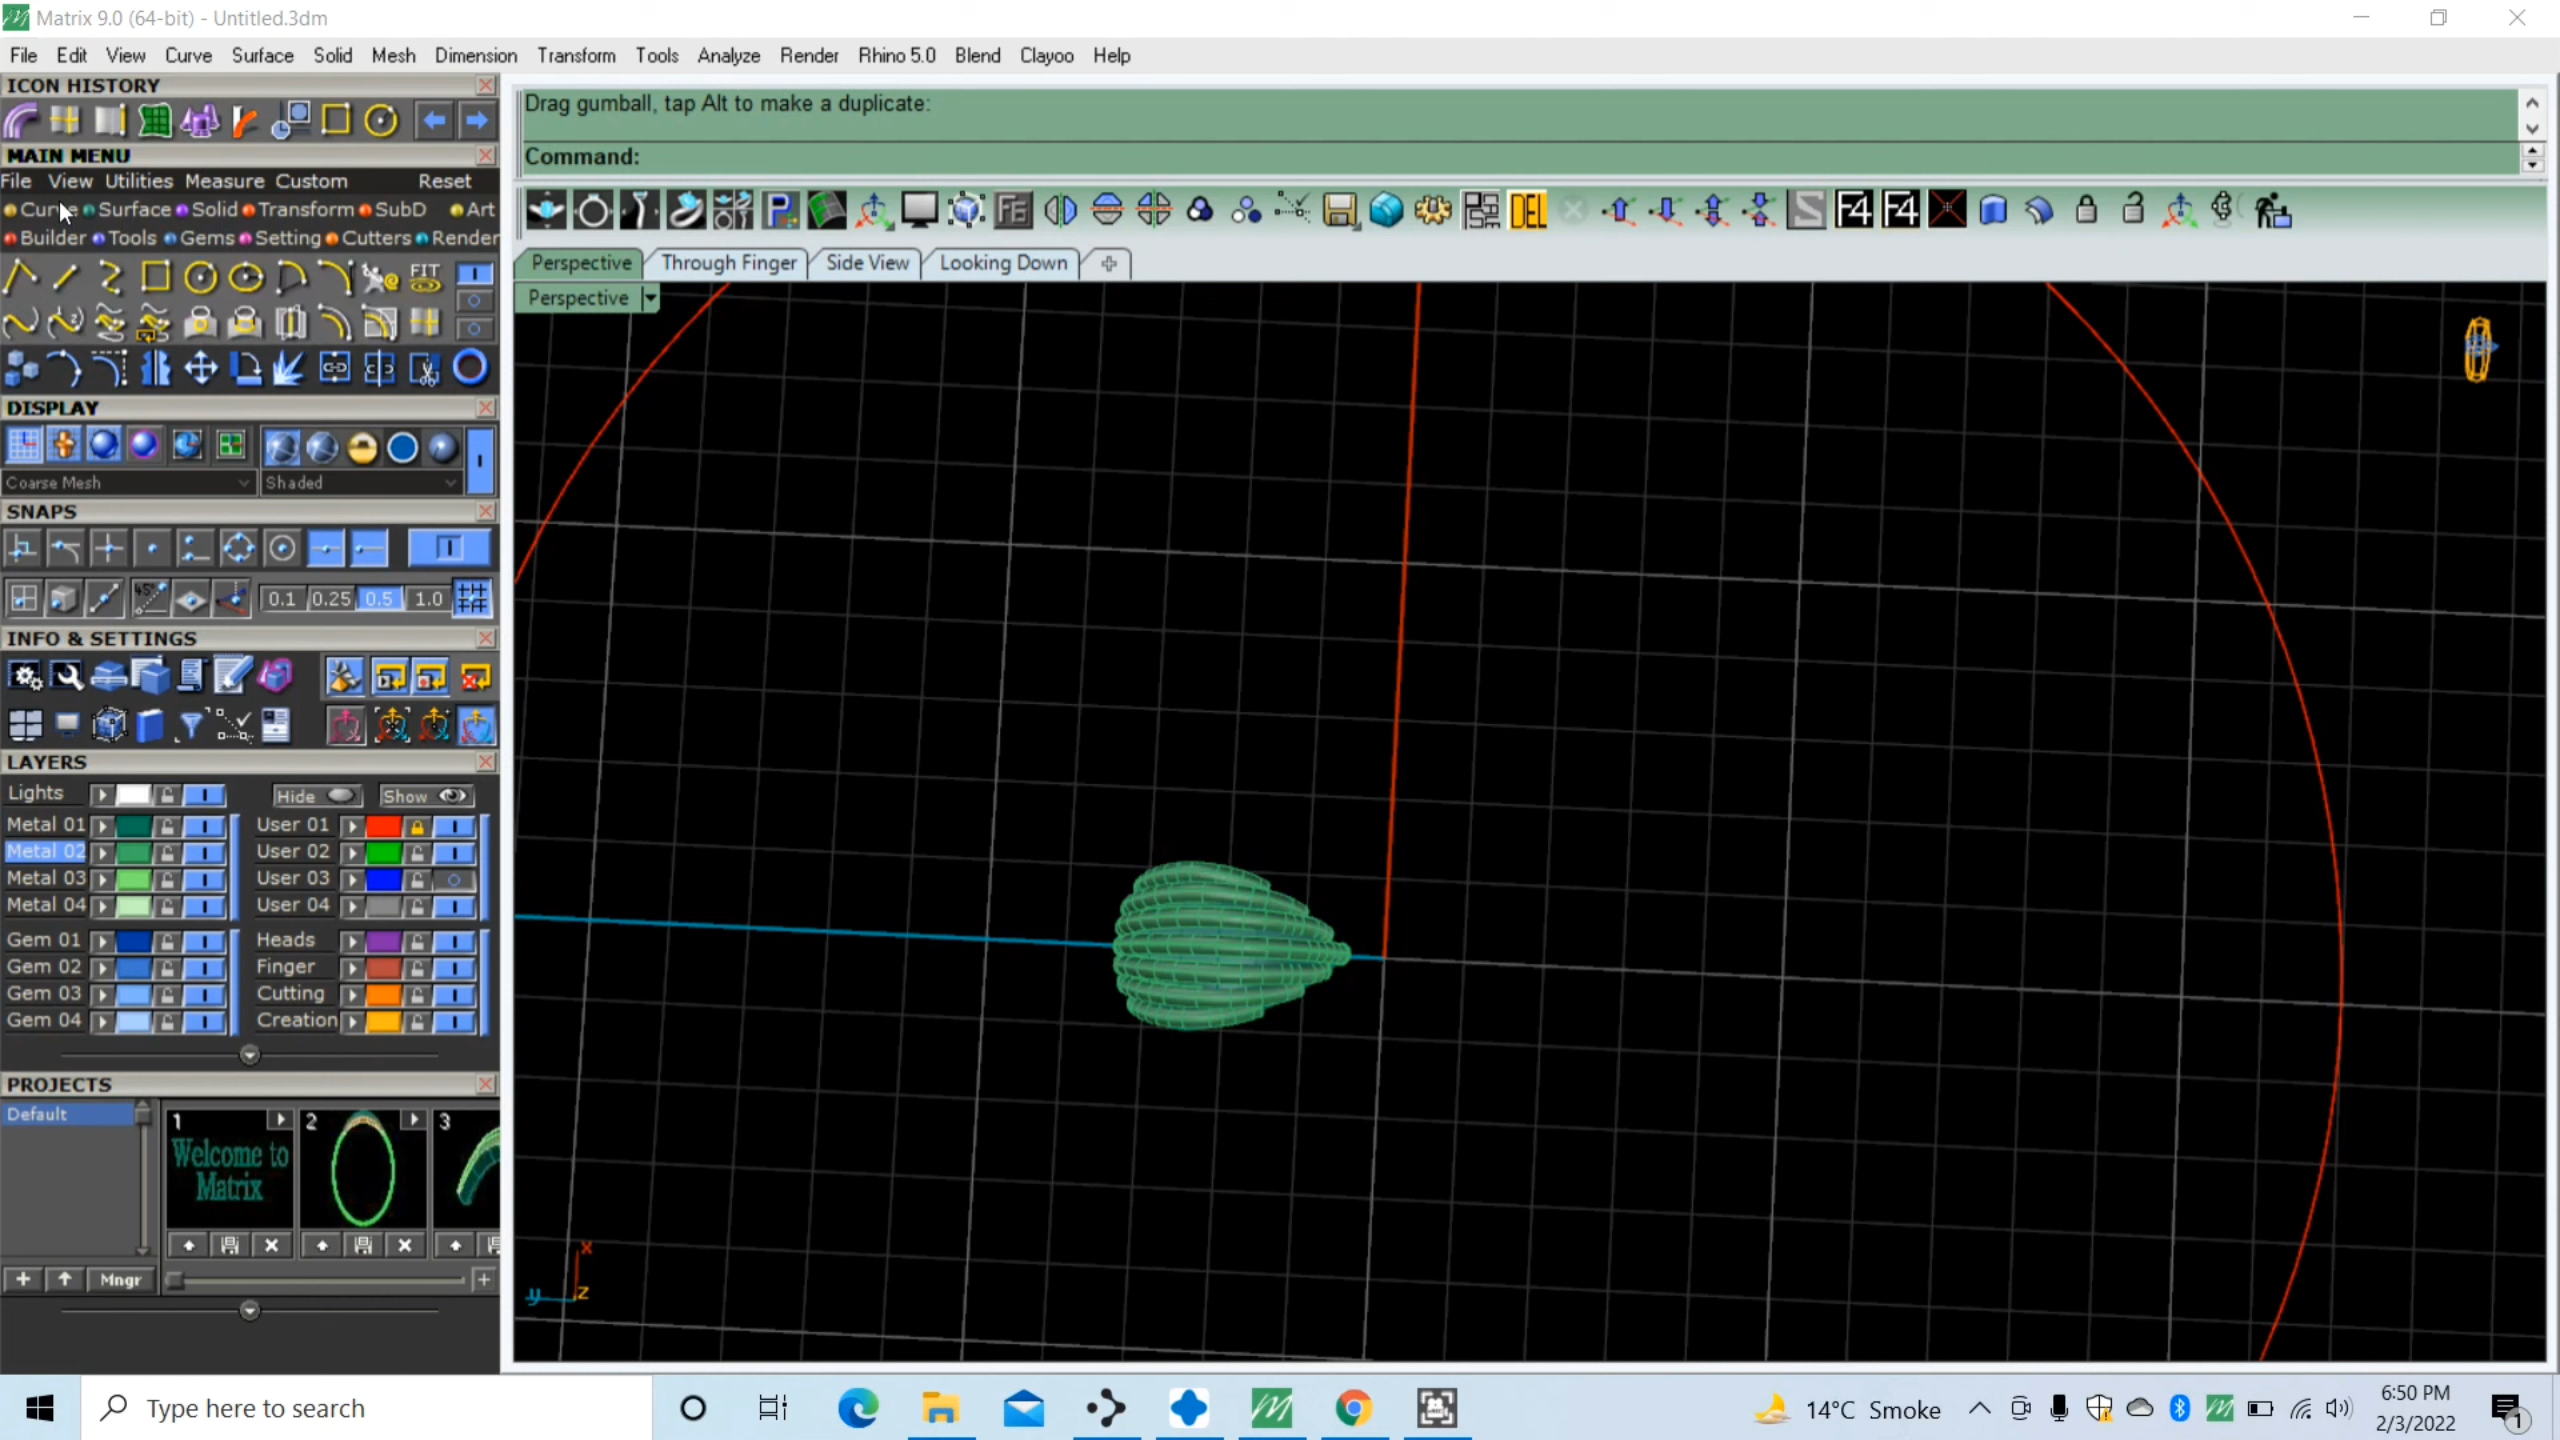 Matrix 9.0 (64-bit) - Untitled.3dm
File Edit View Curve Surface Solid Mesh Dimension Transform Tools Analyze Render Rhino 5.0 Blend Clayoo Help
ICON HISTORY
MAIN MENU
File View Utilities Measure Custom Reset
Curve Surface Solid Transform SubD Art
Builder Tools Gems Setting Cutters Render
FIT
DISPLAY
Coarse Mesh Shaded
SNAPS
45°
0.1 0.25 0.5 1.0
INFO & SETTINGS
LAYERS
Lights Hide Show
Metal 01 User 01
Metal 02 User 02
Metal 03 User 03
Metal 04 User 04
Gem 01 Heads
Gem 02 Finger
Gem 03 Cutting
Gem 04 Creation
PROJECTS
Default
1 2 3
Welcome to
Matrix
Mngr
Drag gumball, tap Alt to make a duplicate:
Command:
DEL F4 F4
Perspective Through Finger Side View Looking Down
Perspective
x
y z
Type here to search
14°C Smoke
6:50 PM
2/3/2022
1